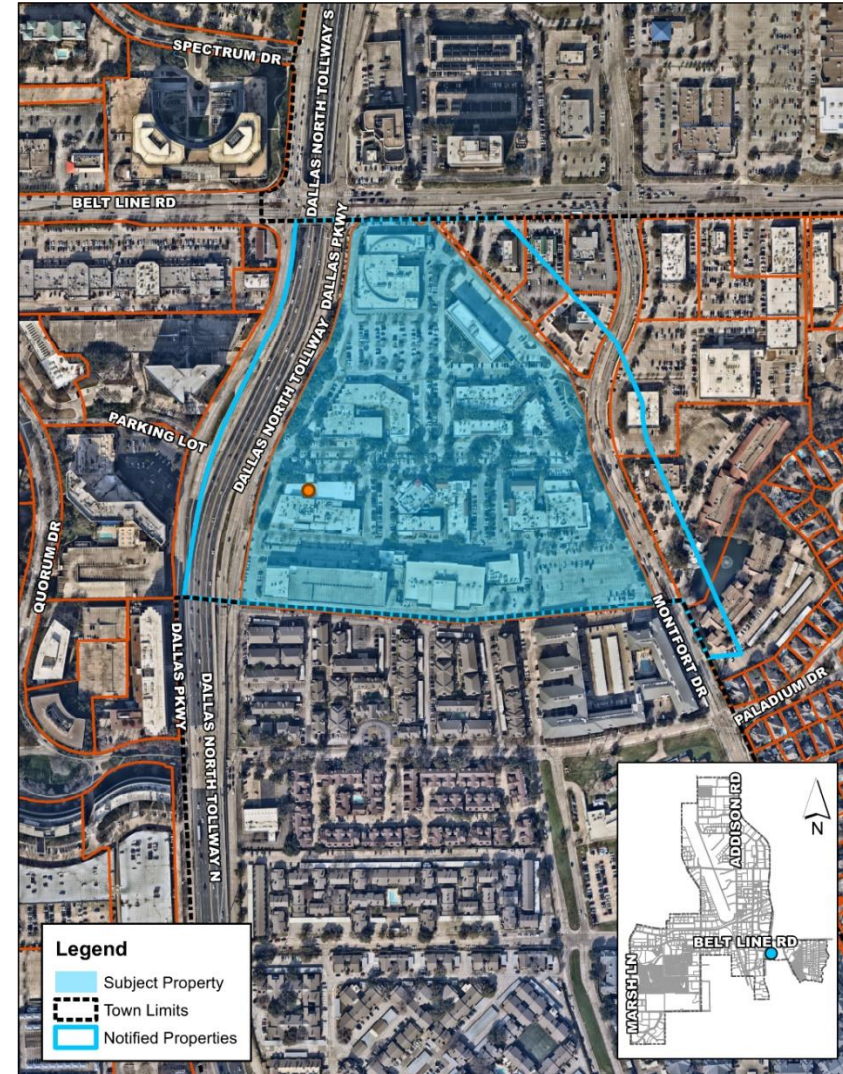 SPECTRUM DR
DALLAS NORTH TOLLWAY S
BELT LINE RD
DALLAS PKWY
DALLAS NORTH TOLLWAY
PARKING LOT
QUORUM DR
DALLAS PKWY
DALLAS NORTH TOLLWAY N
MONTFORT DR
PALADIUM DR
Legend
Subject Property
Town Limits
Notified Properties
ADDISON RD
N
BELT LINE RD
MARSH LN